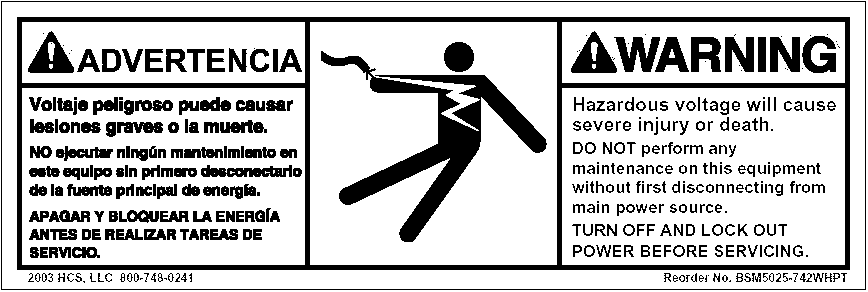 ADVERTENCIA
Voltaje peligroso puede causar
lesiones graves o la muerte.
NO ejecutar ningún mantenimiento en
este equipo sin primero desconectarlo
de la fuente principal de energía.
APAGAR Y BLOQUEAR LA ENERGÍA
ANTES DE REALIZAR TAREAS DE
SERVICIO.
WARNING
Hazardous voltage will cause
severe injury or death.
DO NOT perform any
maintenance on this equipment
without first disconnecting from
main power source.
TURN OFF AND LOCK OUT
POWER BEFORE SERVICING.
2003 HCS, LLC 800-748-0241
Reorder No. BSM5025-742WHPT